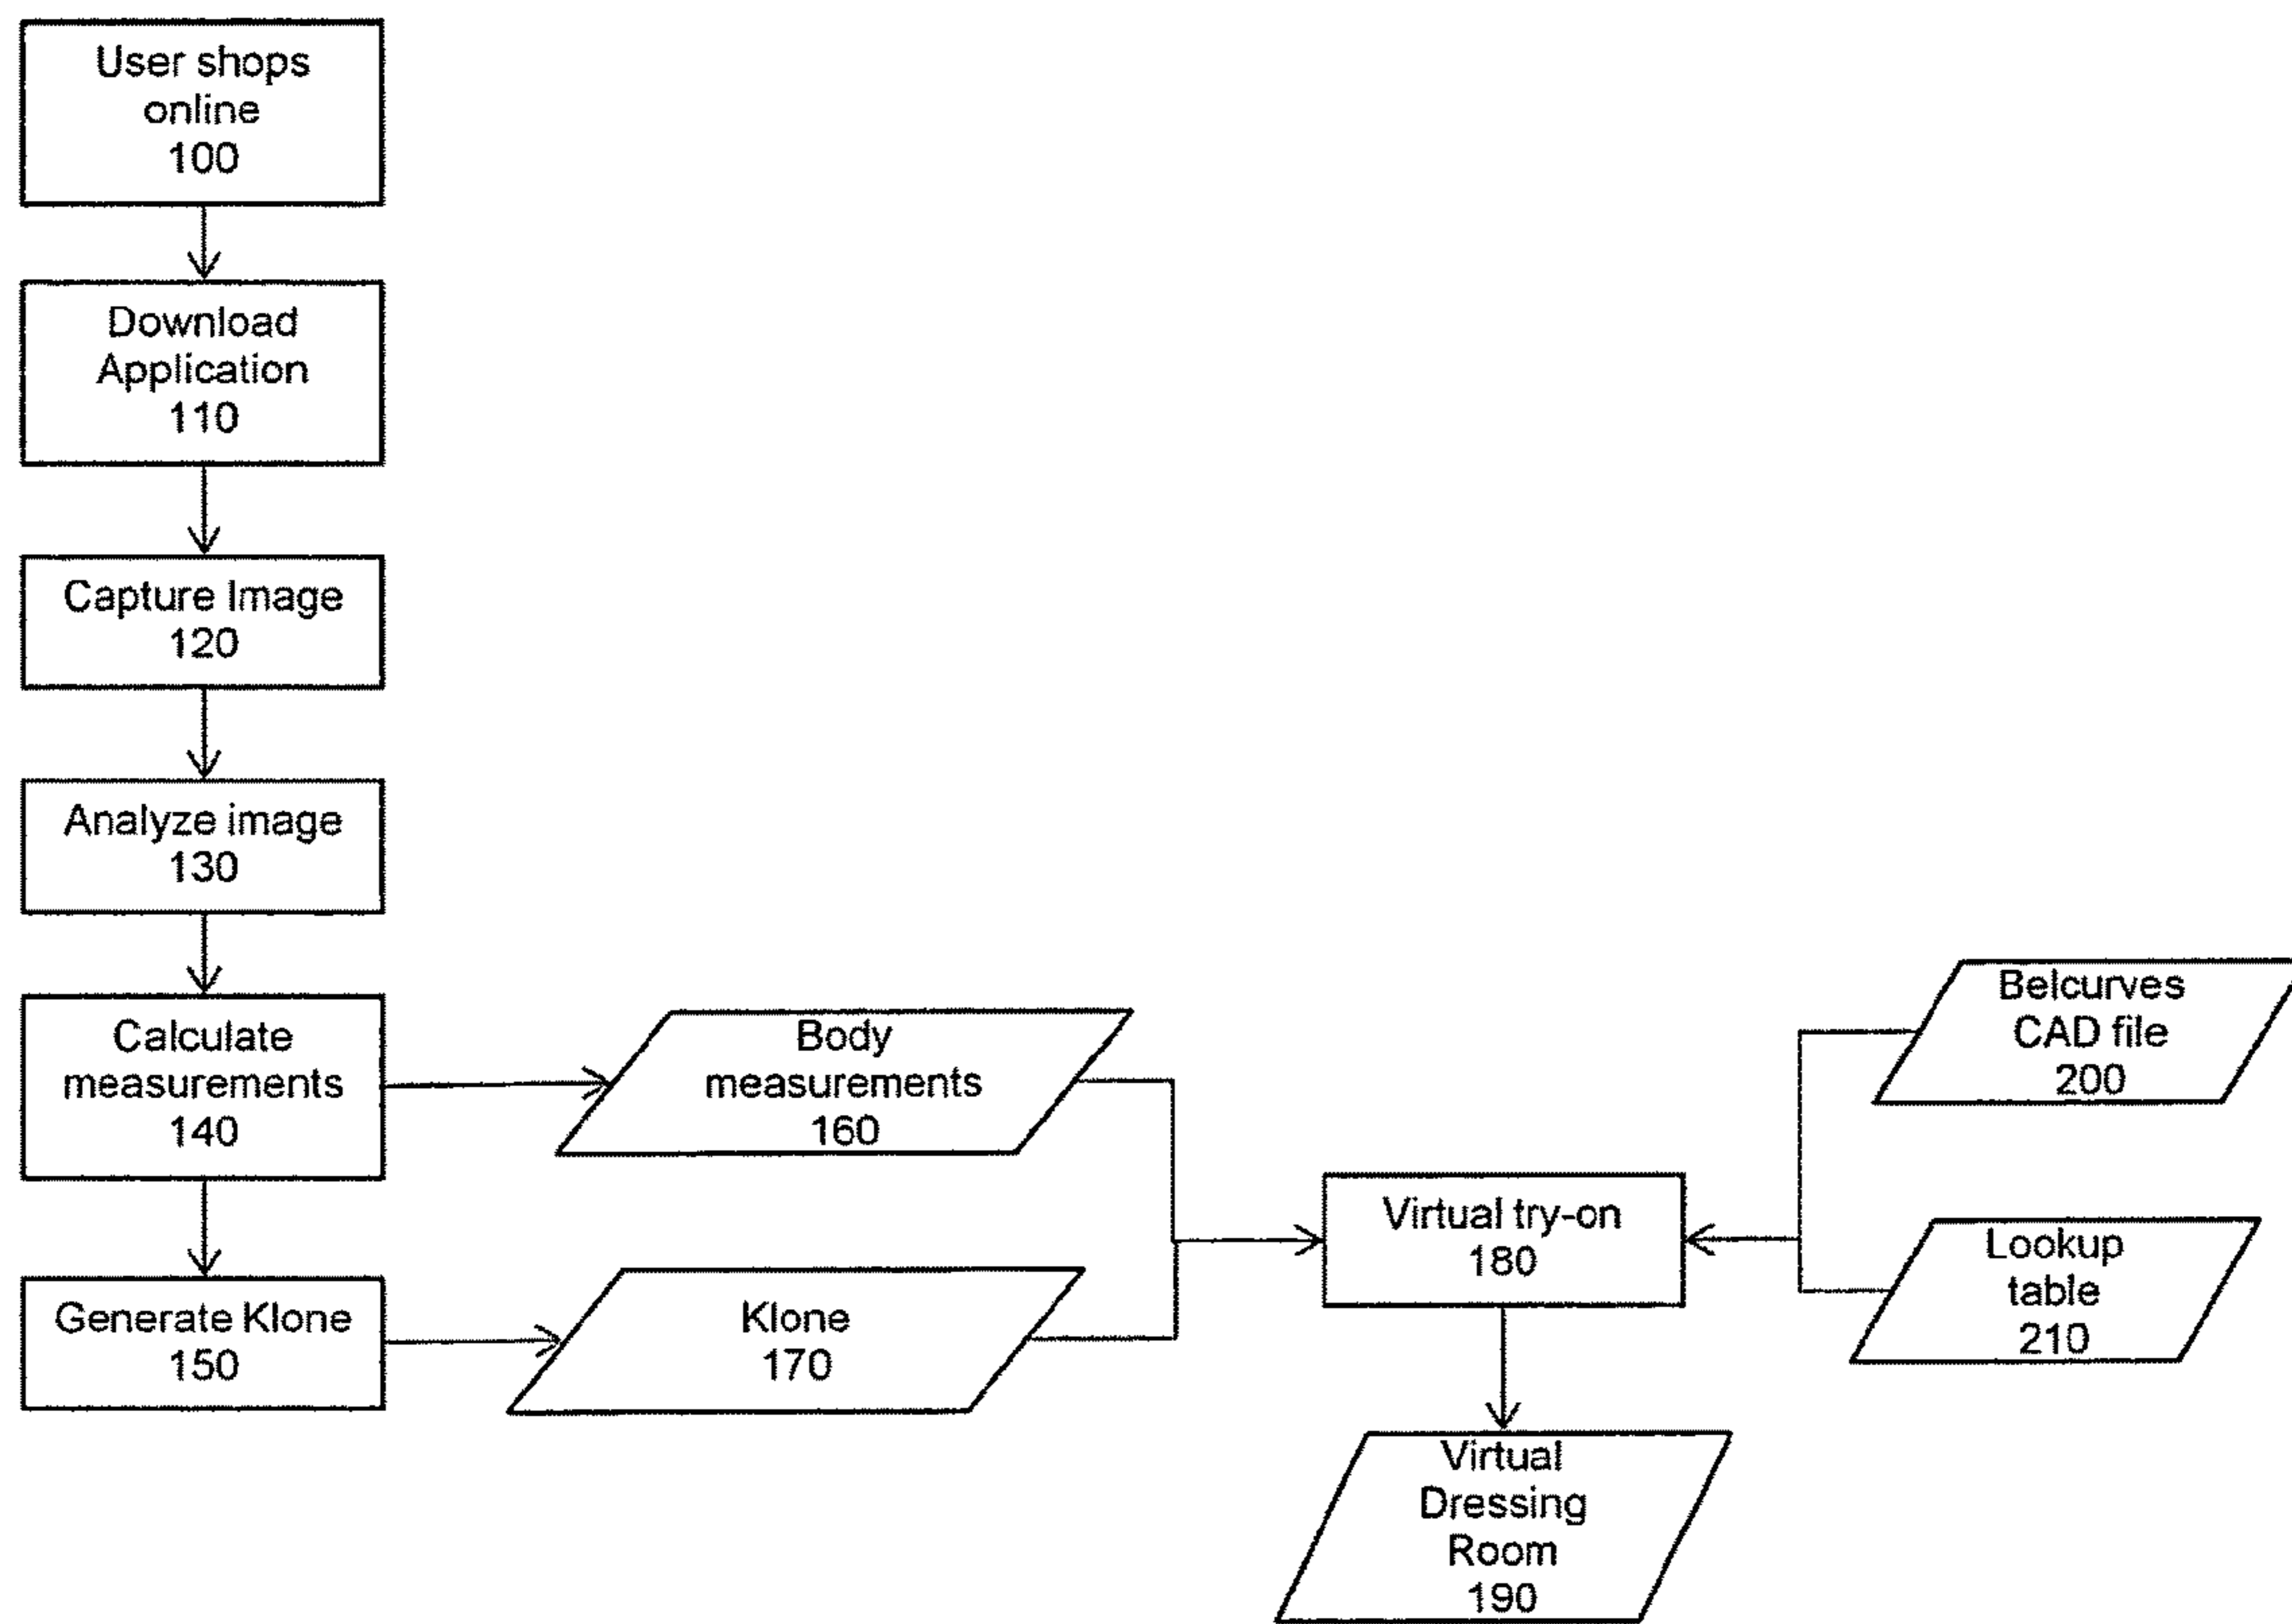 User shops
online
100
Download
Application
110
Capture Image
120
Analyze image
130
Calculate
measurements
140
Generate Klone
150
Body
measurements
160
Klone
170
Virtual try-on
180
Virtual
Dressing
Room
190
Belcurves
CAD file
200
Lookup
table
210